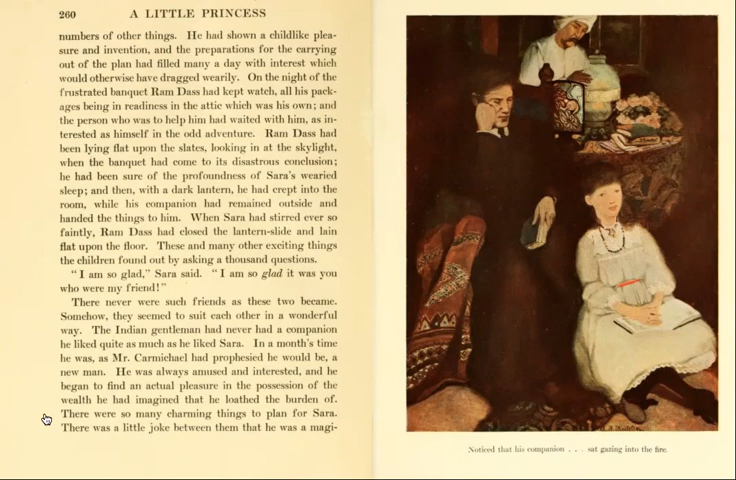 260 A LITTLE PRINCESS
numbers of other things. He had shown a childlike plea-
sure and invention, and the preparations for the carrying
out of the plan had filled many a day with interest which
would otherwise have dragged wearily. On the night of the
frustrated banquet Ram Dass had kept watch, all his pack-
ages being in readiness in the attic which was his own; and
the person who was to help him had waited with him, as in-
terested as himself in the odd adventure. Ram Dass had
been lying flat upon the slates, looking in at the skylight,
when the banquet had come to its disastrous conclusion;
he had been sure of the profoundness of Sara's wearied
sleep; and then, with a dark lantern, he had crept into the
room, while his companion had remained outside and
handed the things to him. When Sara had stirred ever so
faintly, Ram Dass had closed the lantern-slide and lain
flat upon the floor. These and many other exciting things
the children found out by asking a thousand questions.
"I am so glad," Sara said. "I am so glad it was you
who were my friend!"
There never were such friends as these two became.
Somehow, they seemed to suit each other in a wonderful
way. The Indian gentleman had never had a companion
he liked quite as much as he liked Sara. In a month's time
he was, as Mr. Carmichael had prophesied he would be, a
new man. He was always amused and interested, and he
began to find an actual pleasure in the possession of the
wealth he had imagined that he loathed the burden of.
There were so many charming things to plan for Sara.
There was a little joke between them that he was a magi-
Noticed that his companion . . . sat gazing into the fire.